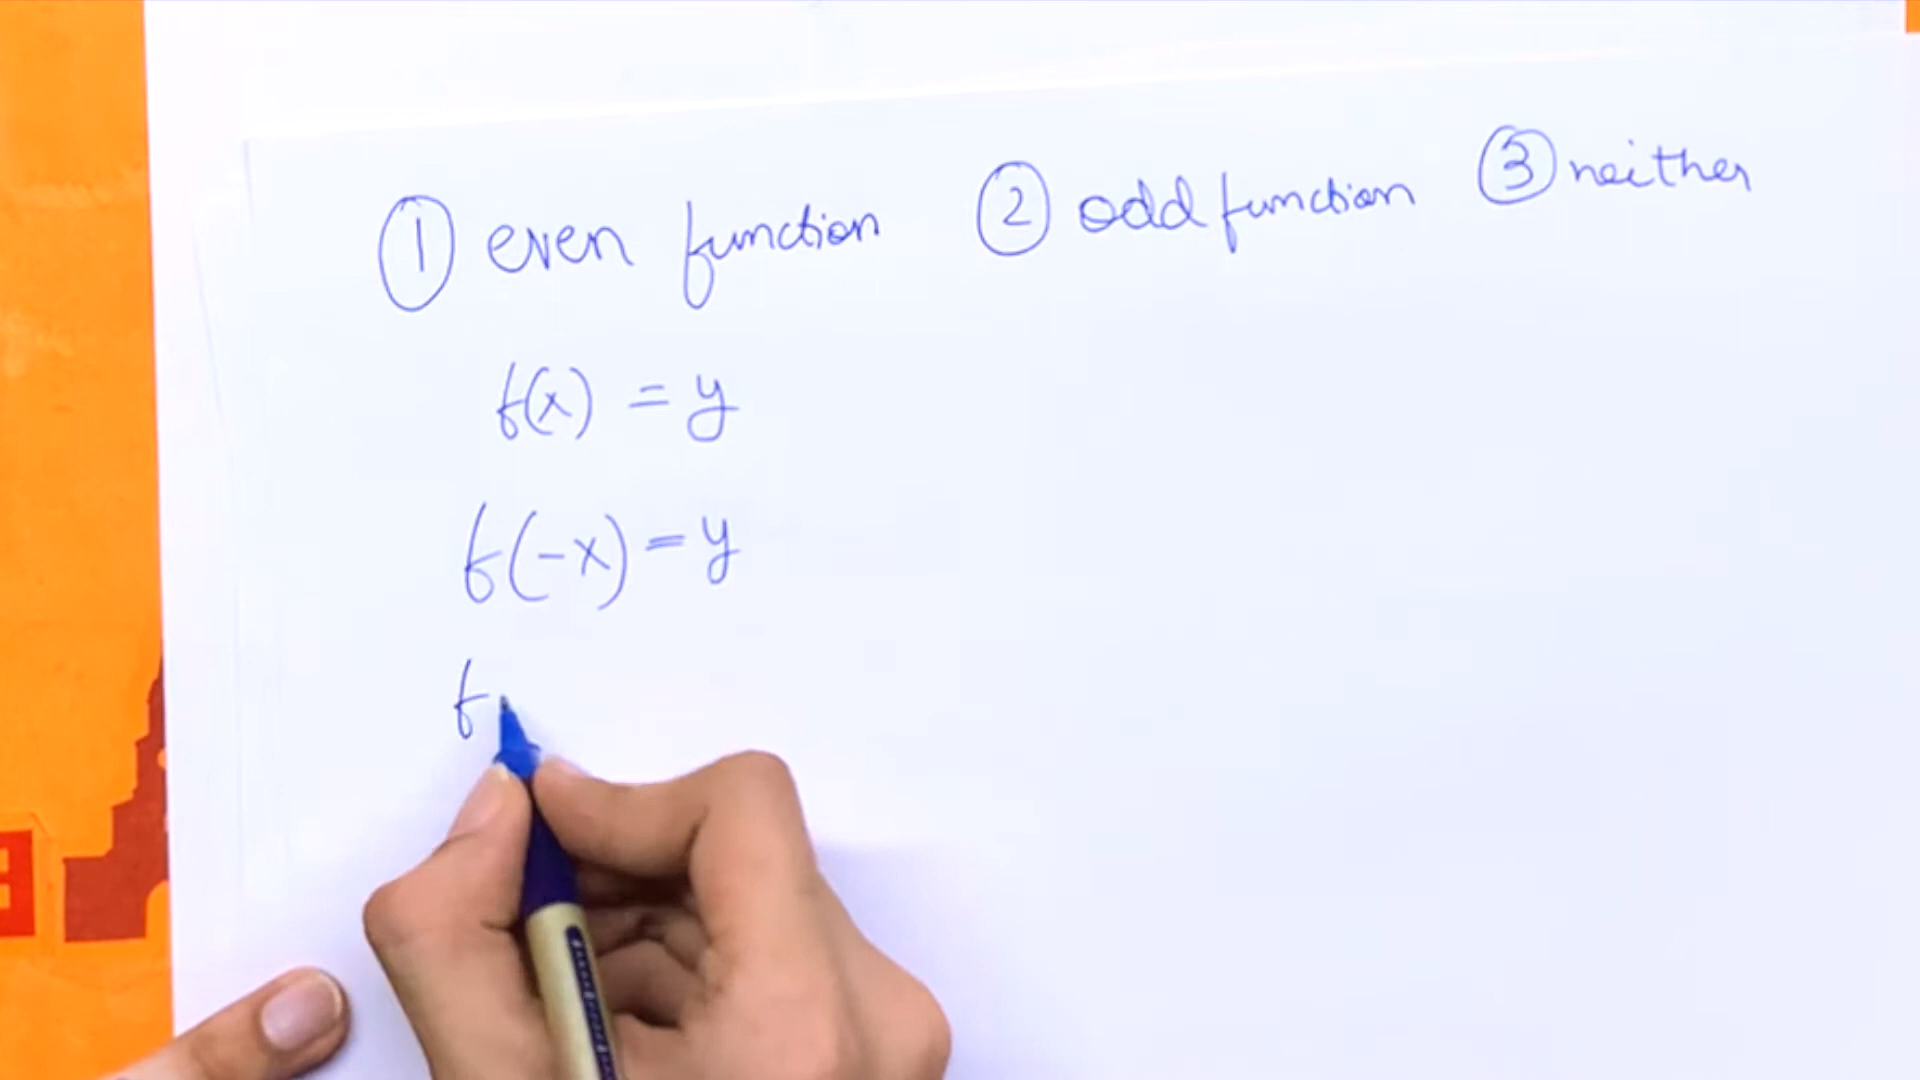 ① even function ② odd function ③ neither
f(x) = y
f(-x) = y
f